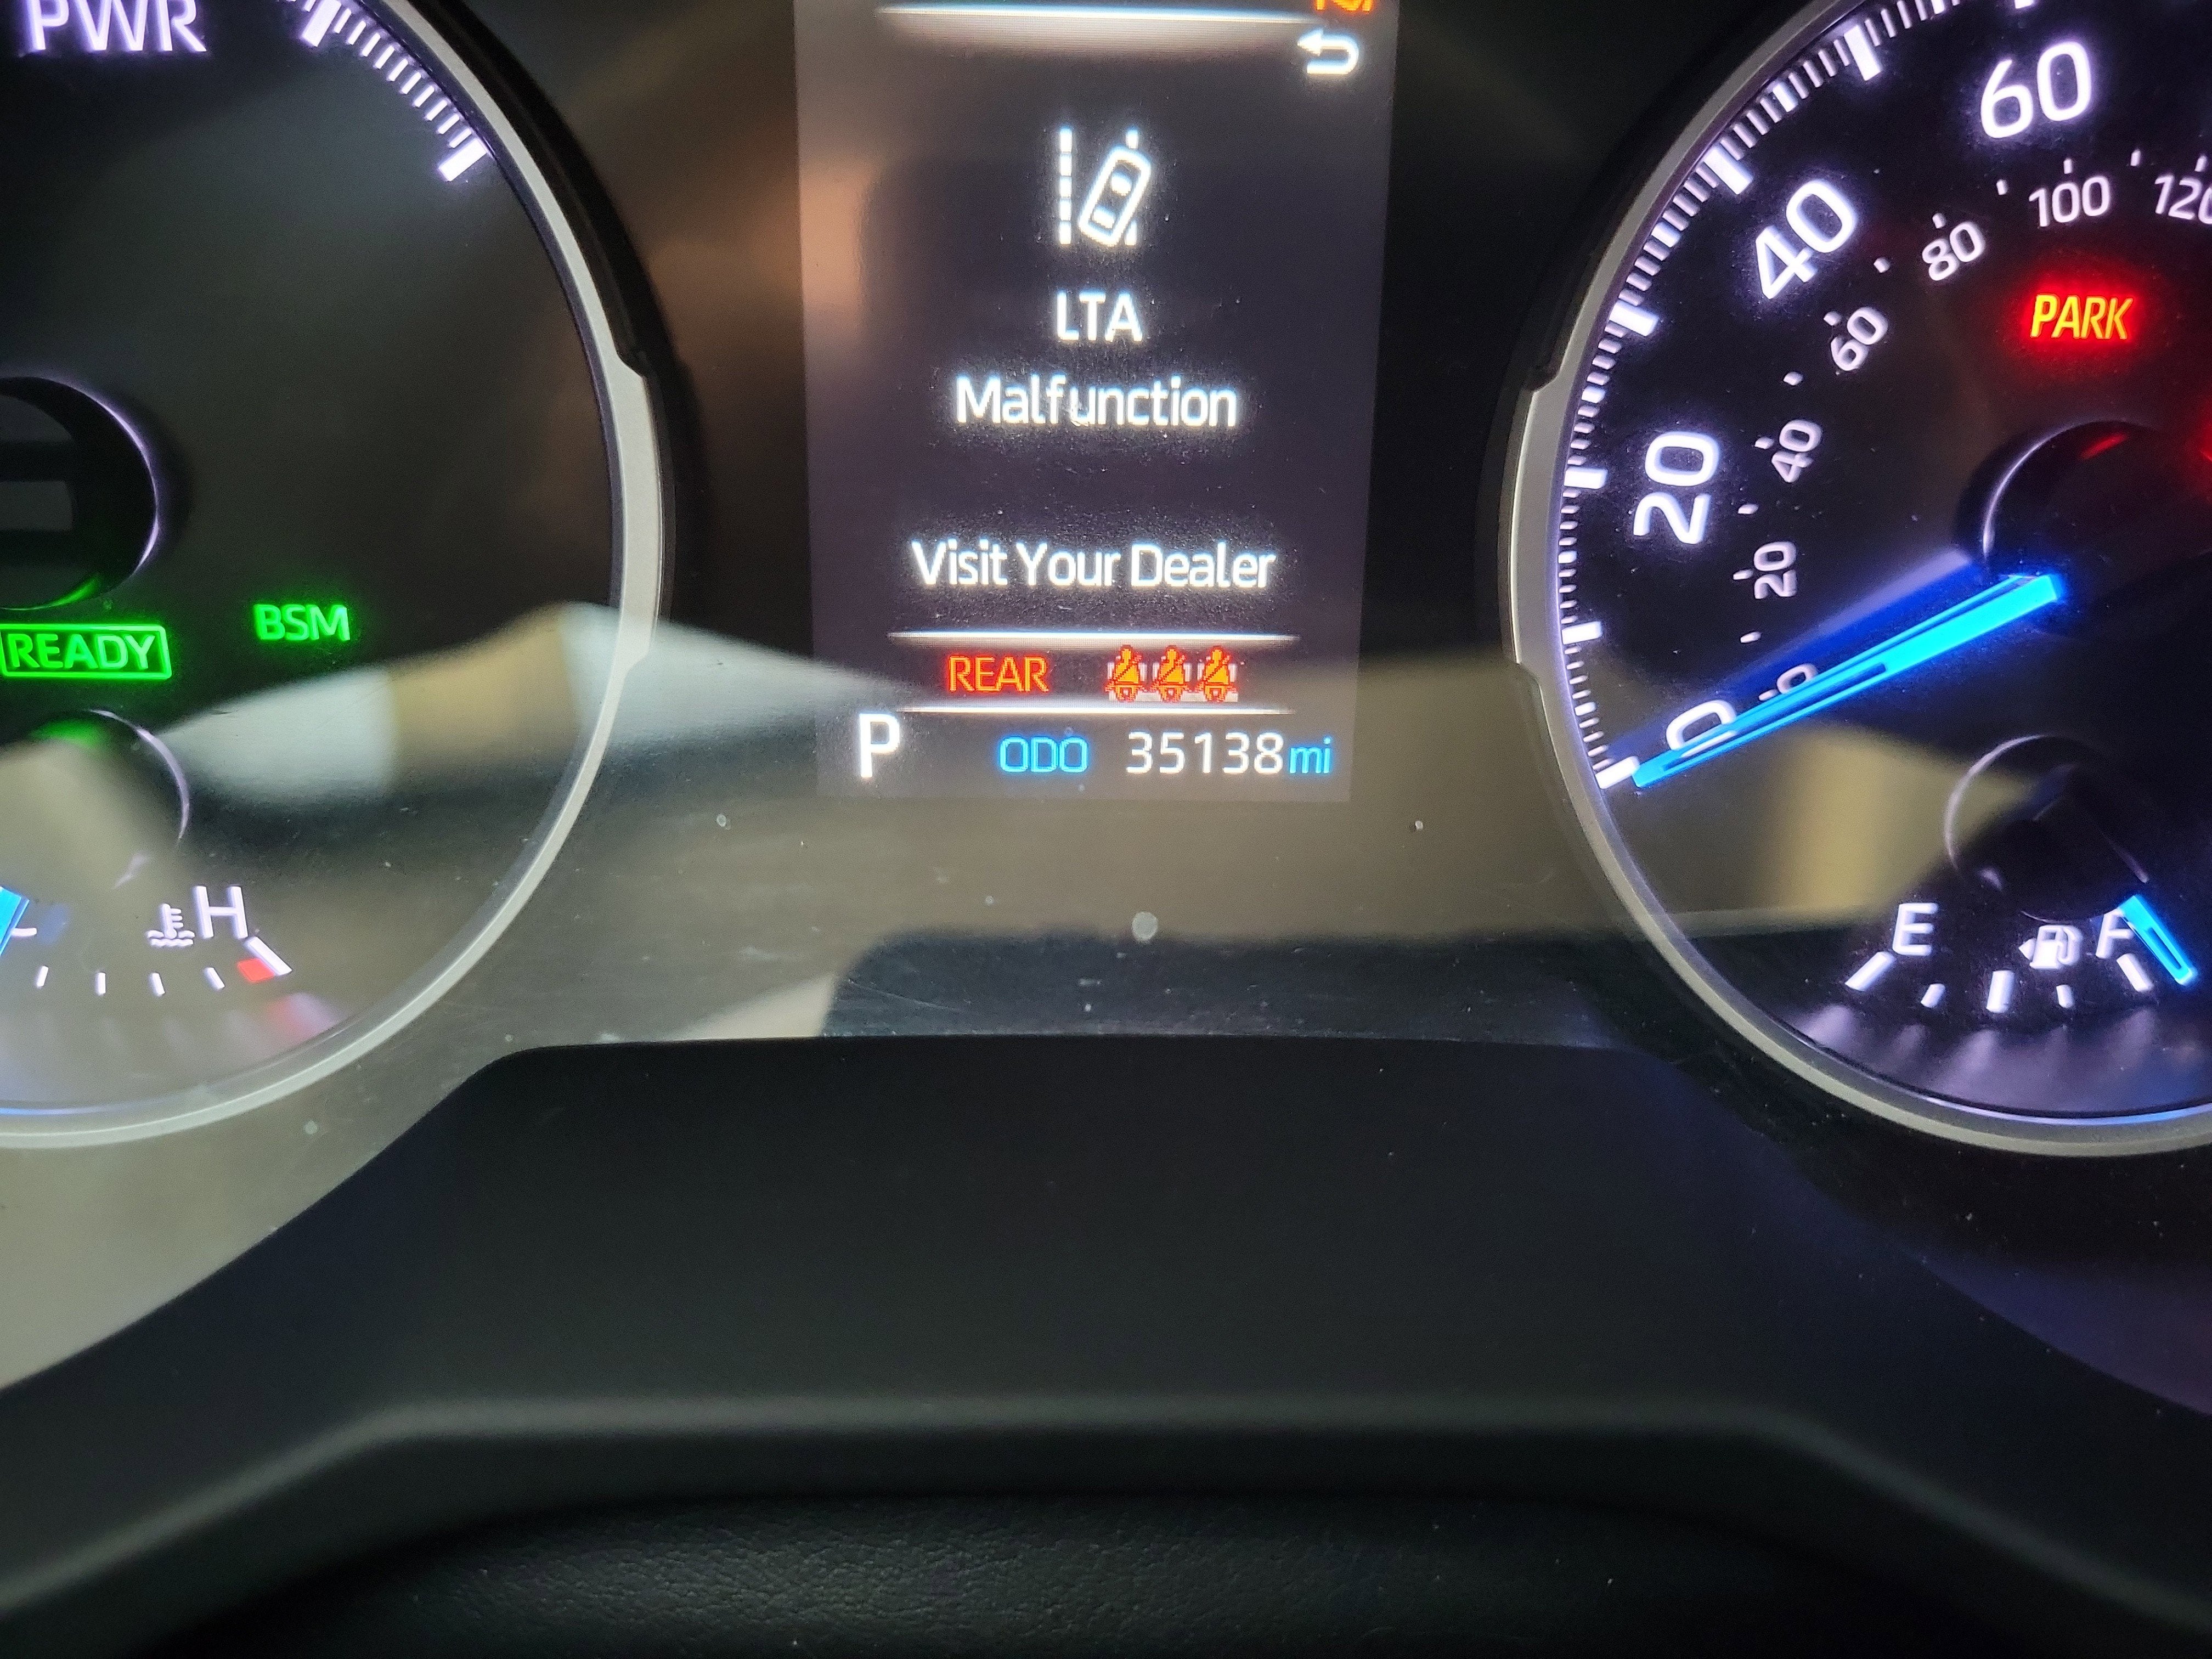 PWR
LTA
Malfunction
Visit Your Dealer
REAR
P ODO 35138 mi
READY
BSM
H
0 20 40 60
20 40 60 80 100 120
PARK
E F